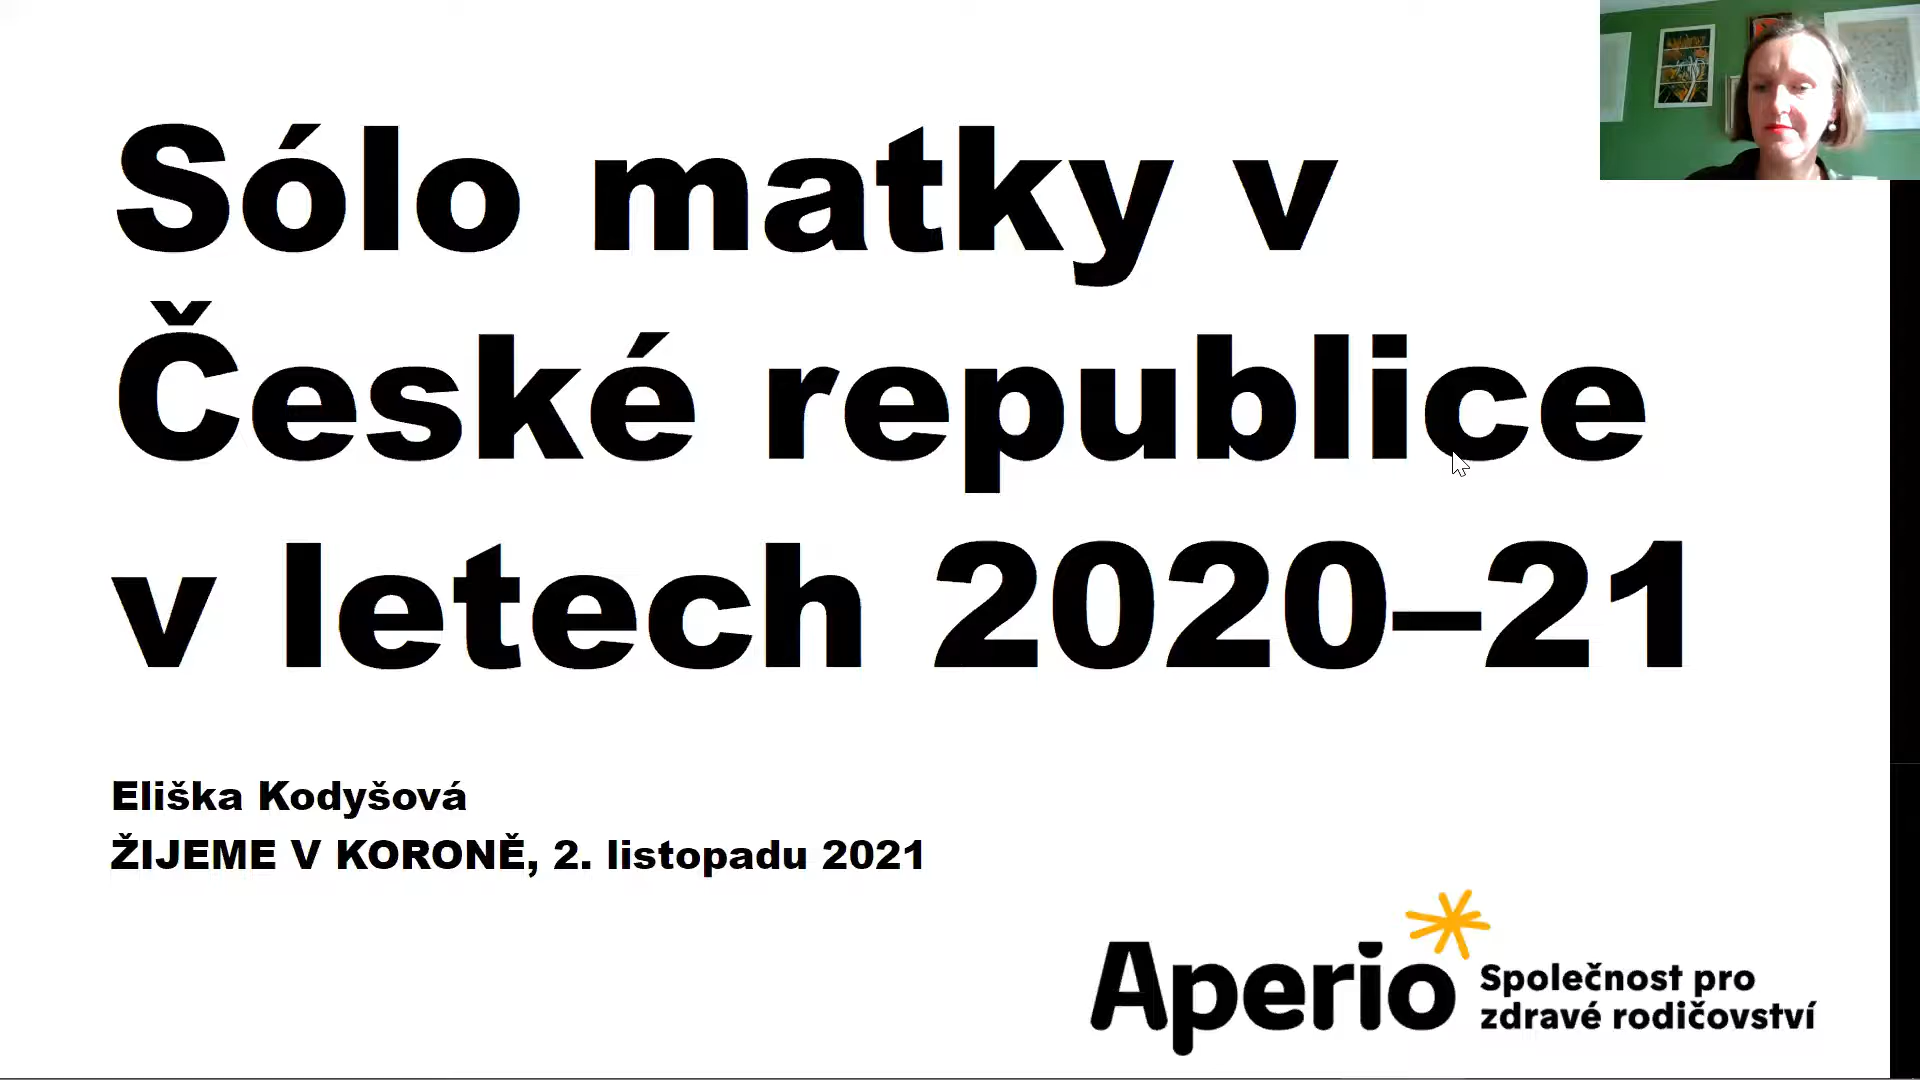 Sólo matky v
České republice
v letech 2020–21
Eliška Kodyšová
ŽIJEME V KORONĚ, 2. listopadu 2021
Aperio
Společnost pro
zdravé rodičovství